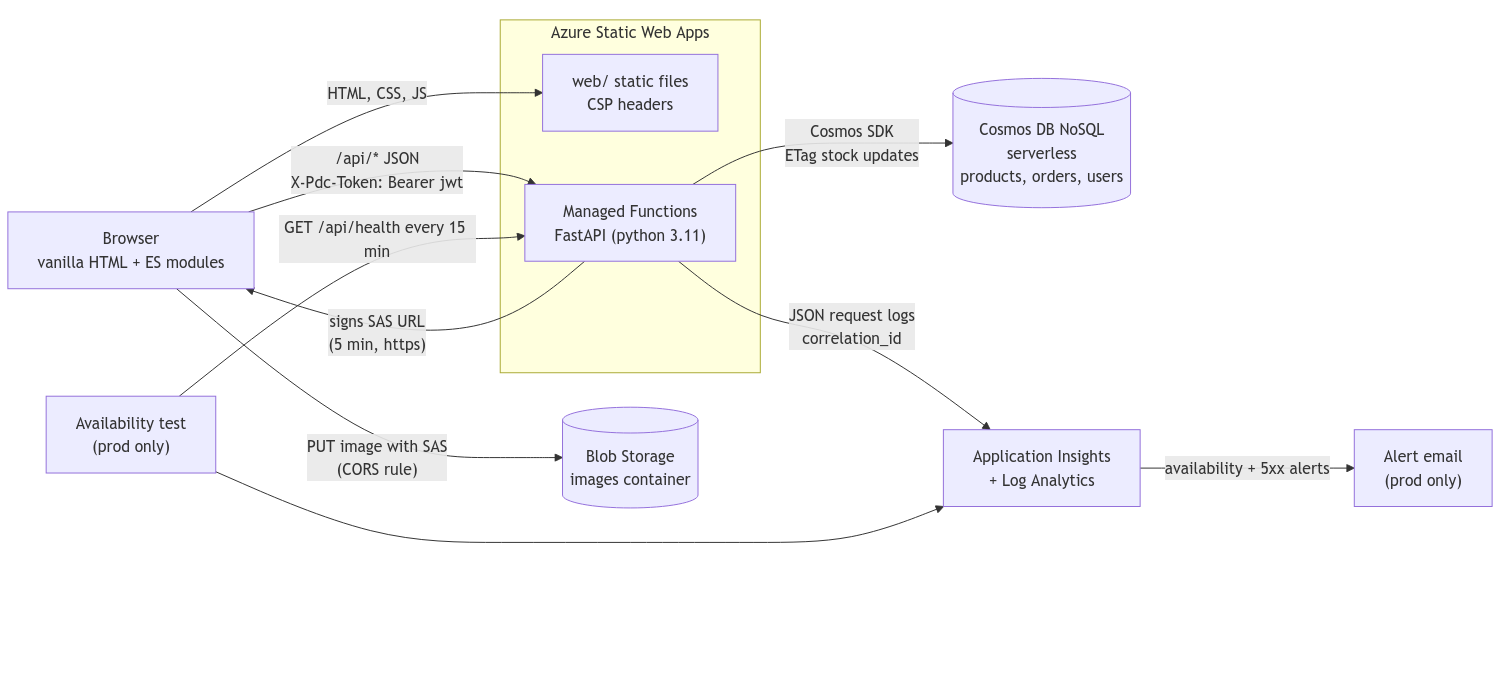 Azure Static Web Apps
web/ static files
CSP headers
HTML, CSS, JS
Cosmos SDK
ETag stock updates
Cosmos DB NoSQL
serverless
products, orders, users
/api/* JSON
X-Pdc-Token: Bearer jwt
Managed Functions
FastAPI (python 3.11)
Browser
vanilla HTML + ES modules
GET /api/health every 15
min
signs SAS URL
(5 min, https)
JSON request logs
correlation_id
Availability test
(prod only)
PUT image with SAS
(CORS rule)
Blob Storage
images container
Application Insights
+ Log Analytics
availability + 5xx alerts
Alert email
(prod only)